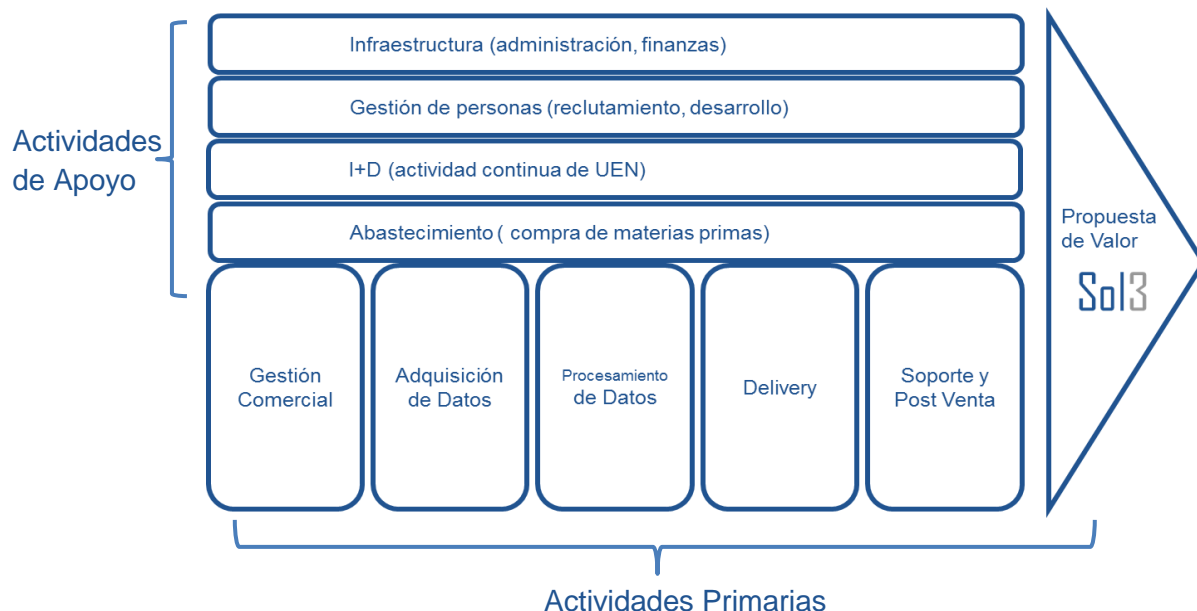 Infraestructura (administración, finanzas)
Gestión de personas (reclutamiento, desarrollo)
Actividades
de Apoyo
I+D (actividad continua de UEN)
Abastecimiento ( compra de materias primas)
Propuesta
de Valor
Sol3
Gestión
Comercial
Adquisición
de Datos
Procesamiento
de Datos
Delivery
Soporte y
Post Venta
Actividades Primarias